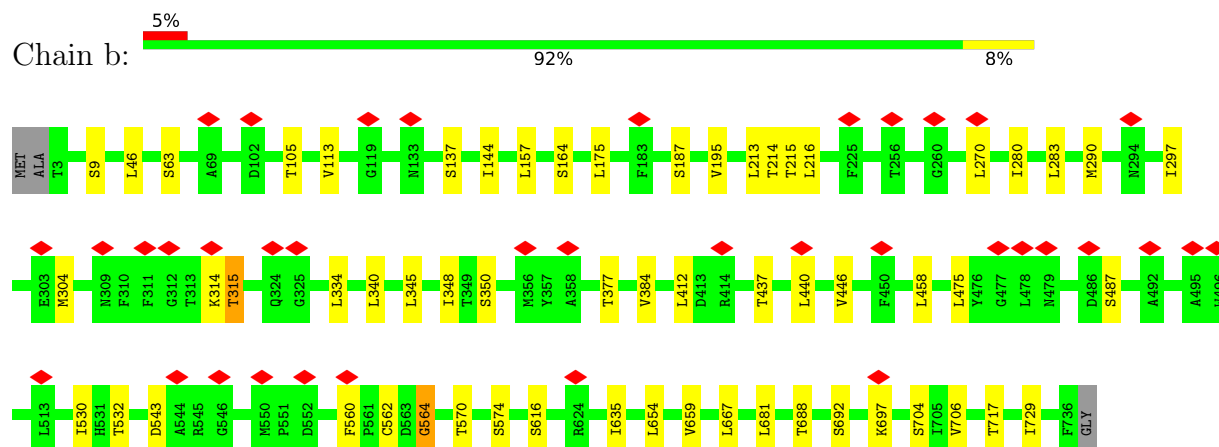 5%
Chain b:
92% 8%
MET ALA T3 S9 L46 S63 A69 D102 T105 V113 G119 N133 S137 I144 L157 S164 L175 F183 S187 V195 L213 T214 T215 L216 F225 T256 G260 L270 I280 L283 M290 N294 I297
E303 M304 N309 F310 F311 G312 T313 K314 T315 Q324 G325 L334 L340 L345 I348 T349 S350 M356 Y357 A358 T377 V384 L412 D413 R414 T437 L440 V446 F450 L458 L475 Y476 G477 L478 N479 D486 S487 A492 A495
L513 I530 H531 T532 D543 A544 R545 G546 M550 P551 D552 F560 P561 C562 D563 G564 T570 S574 S616 R624 I635 L654 V659 L667 L681 T688 S692 K697 S704 I705 V706 T717 I729 F736 GLY